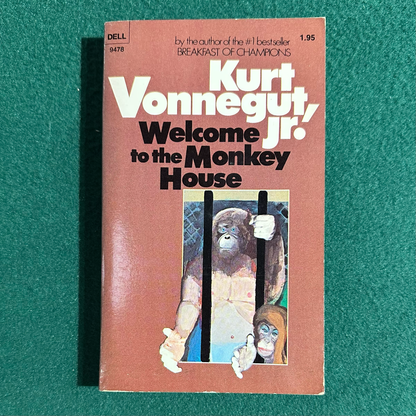 DELL
9478
by the author of the #1 bestseller 1.95
BREAKFAST OF CHAMPIONS
Kurt
Vonnegut,
Jr.
Welcome
to the Monkey
House